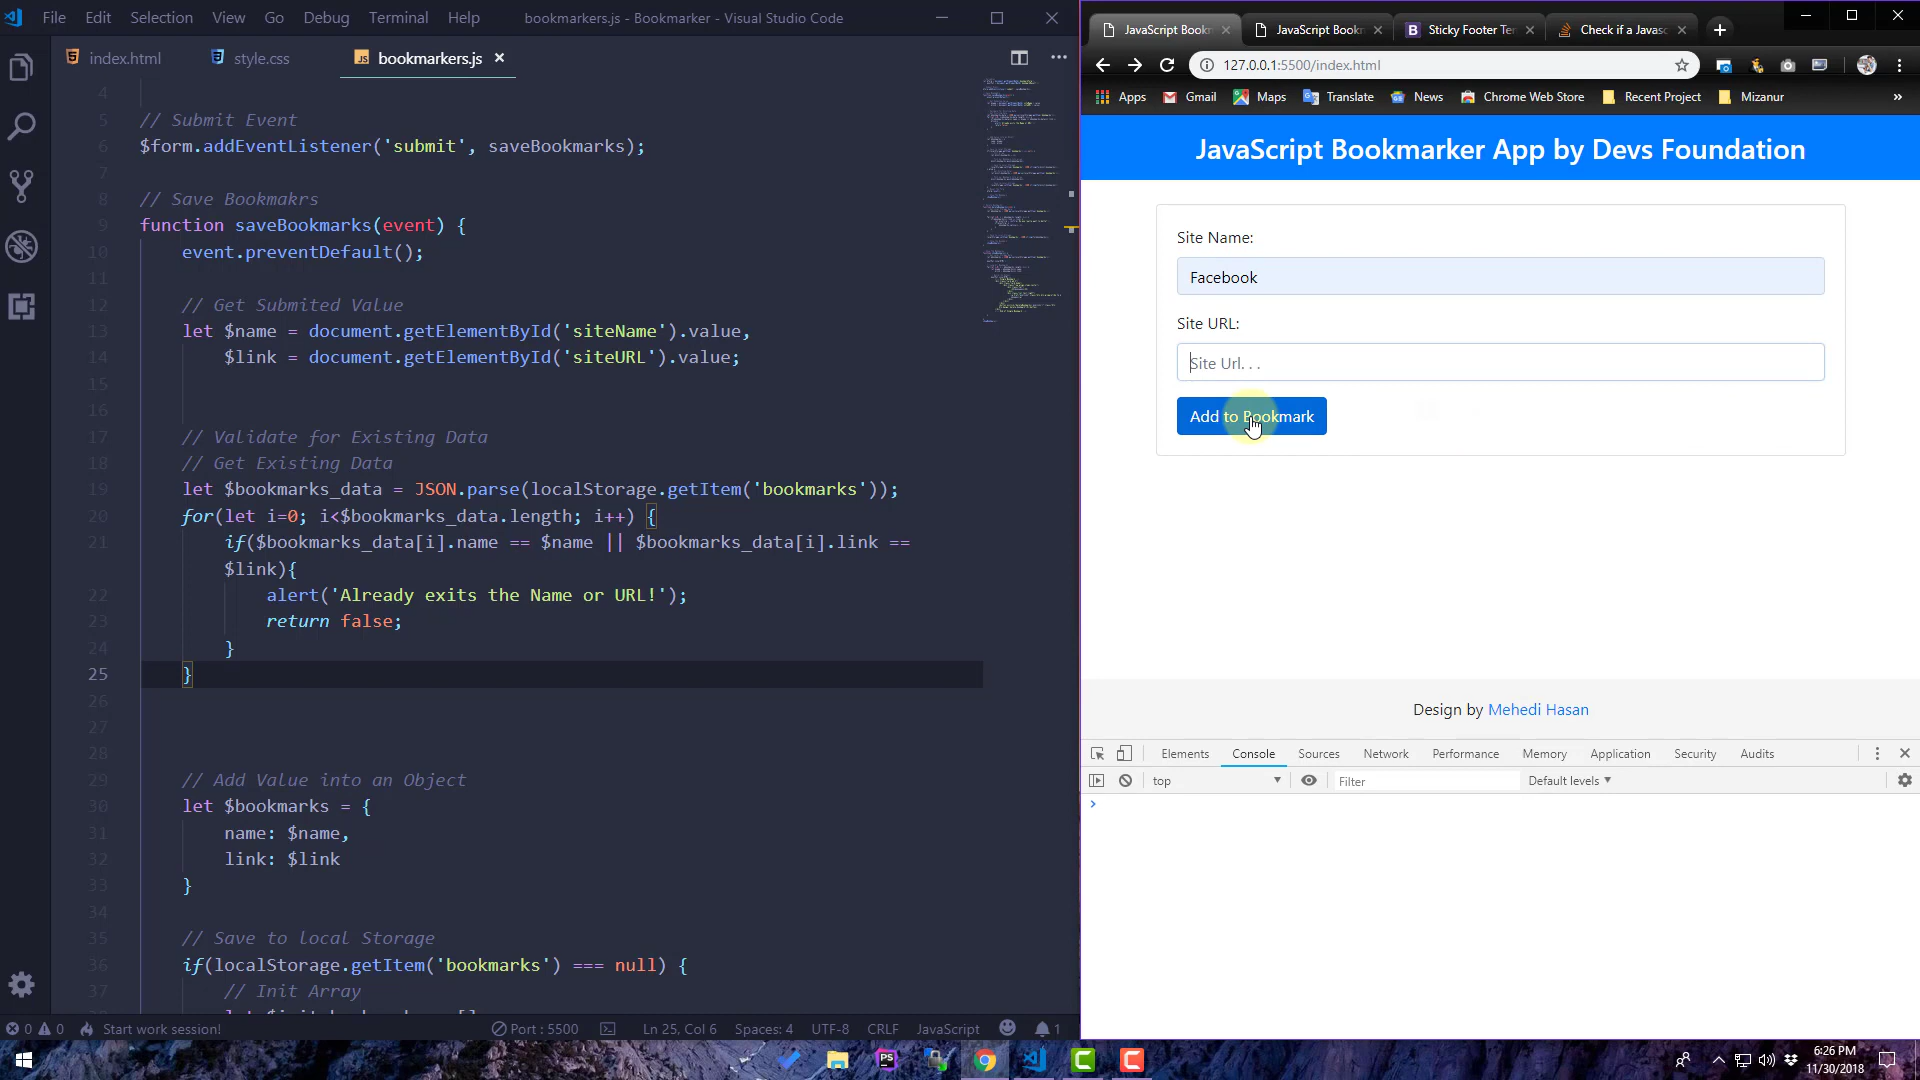 File Edit Selection View Go Debug Terminal Help bookmarkers.js - Bookmarker - Visual Studio Code
index.html style.css bookmarkers.js
4
5 // Submit Event
6 $form.addEventListener('submit', saveBookmarks);
7
8 // Save Bookmakrs
9 function saveBookmarks(event) {
10 event.preventDefault();
11
12 // Get Submited Value
13 let $name = document.getElementById('siteName').value,
14 $link = document.getElementById('siteURL').value;
15
16
17 // Validate for Existing Data
18 // Get Existing Data
19 let $bookmarks_data = JSON.parse(localStorage.getItem('bookmarks'));
20 for(let i=0; i<$bookmarks_data.length; i++) {
21 if($bookmarks_data[i].name == $name || $bookmarks_data[i].link ==
$link){
22 alert('Already exits the Name or URL!');
23 return false;
24 }
25 }
26
27
28
29 // Add Value into an Object
30 let $bookmarks = {
31 name: $name,
32 link: $link
33 }
34
35 // Save to local Storage
36 if(localStorage.getItem('bookmarks') === null) {
37 // Init Array
0 0 Start work session! Port : 5500 Ln 25, Col 6 Spaces: 4 UTF-8 CRLF JavaScript 1
JavaScript Bookm JavaScript Bookm Sticky Footer Ten Check if a Javasc
127.0.0.1:5500/index.html
Apps Gmail Maps Translate News Chrome Web Store Recent Project Mizanur »
JavaScript Bookmarker App by Devs Foundation
Site Name:
Facebook
Site URL:
Site Url. . .
Add to Bookmark
Design by Mehedi Hasan
Elements Console Sources Network Performance Memory Application Security Audits
top Filter Default levels
6:26 PM
11/30/2018